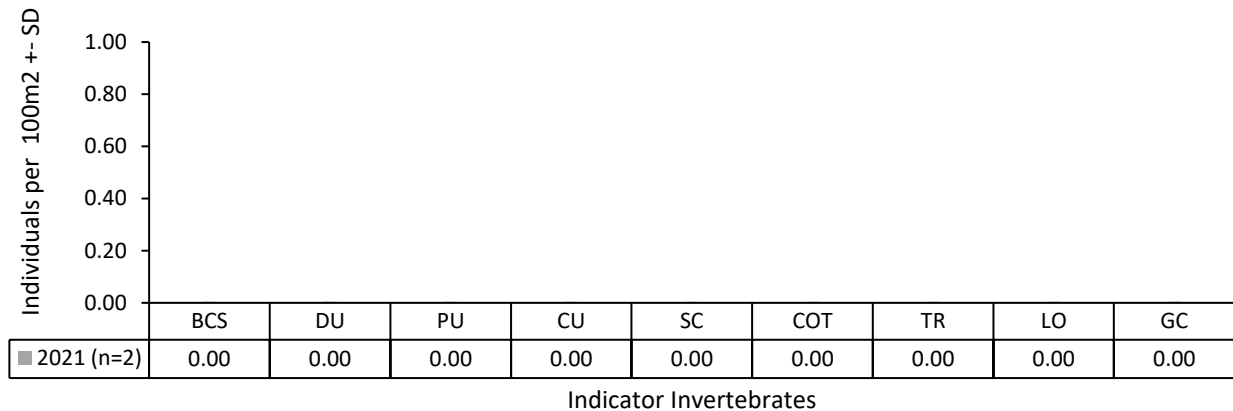 Individuals per 100m2 +- SD
1.00
0.80
0.60
0.40
0.20
0.00
BCS DU PU CU SC COT TR LO GC
2021 (n=2) 0.00 0.00 0.00 0.00 0.00 0.00 0.00 0.00 0.00
Indicator Invertebrates